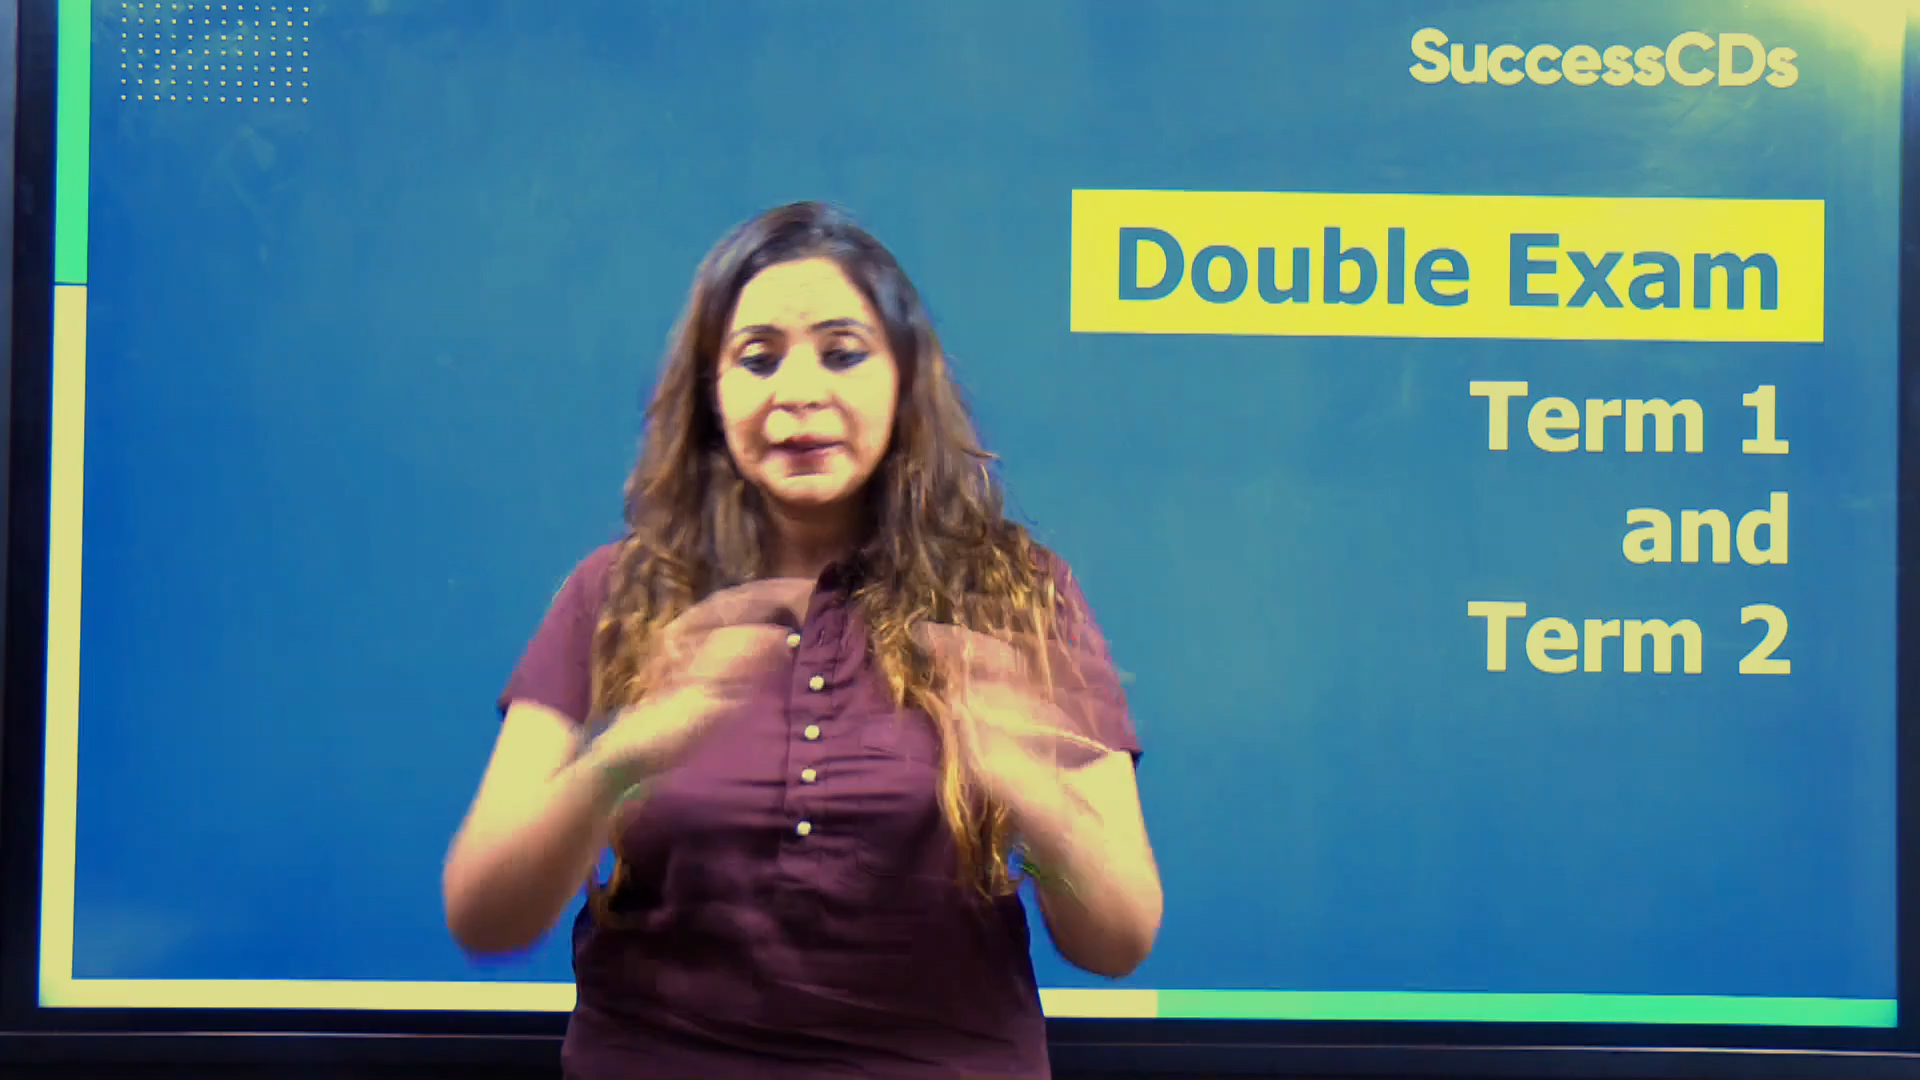 SuccessCDs
Double Exam
Term 1
and
Term 2